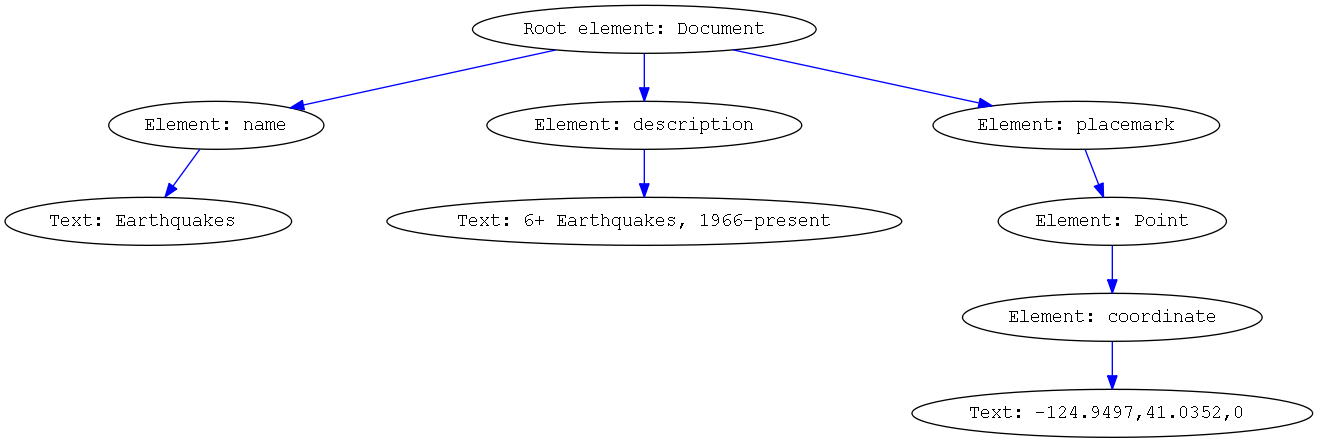 Root element: Document
Element: name
Element: description
Element: placemark
Text: Earthquakes
Text: 6+ Earthquakes, 1966-present
Element: Point
Element: coordinate
Text: -124.9497,41.0352,0